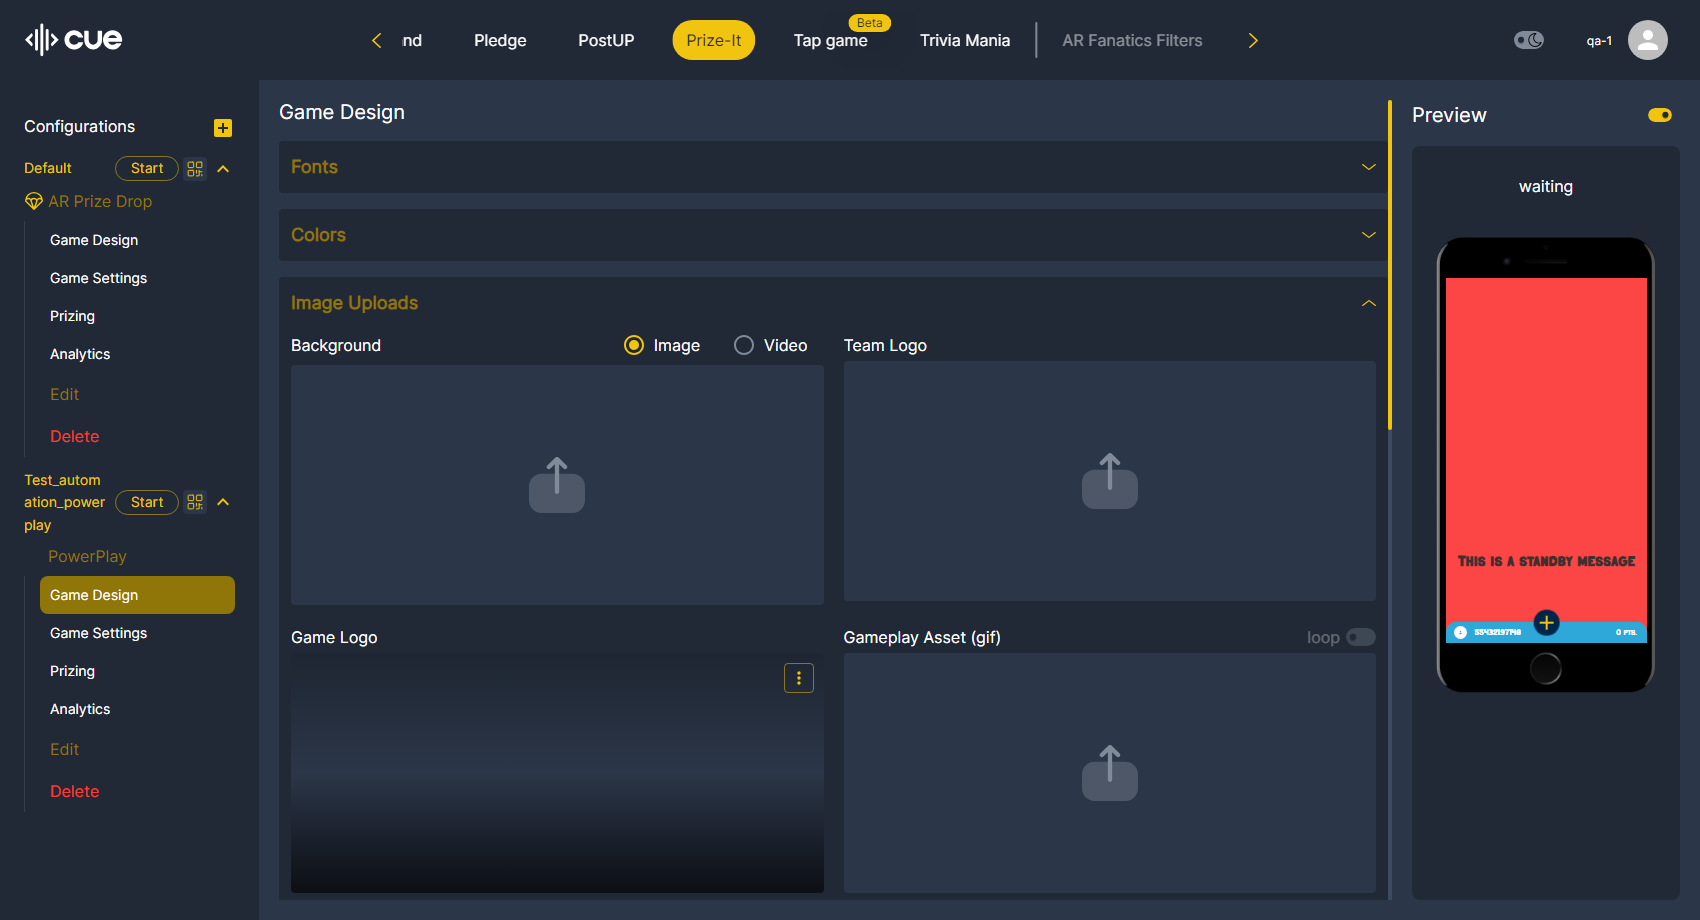 cue
nd
Pledge
PostUP
Prize-It
Beta
Tap game
Trivia Mania
AR Fanatics Filters
qa-1
Configurations
Default
Start
AR Prize Drop
Game Design
Game Settings
Prizing
Analytics
Edit
Delete
Test_autom
ation_power
play
Start
PowerPlay
Game Design
Game Settings
Prizing
Analytics
Edit
Delete
Game Design
Fonts
Colors
Image Uploads
Background
Image
Video
Team Logo
Game Logo
Gameplay Asset (gif)
loop
Preview
waiting
This is a standby message
0 PTS.